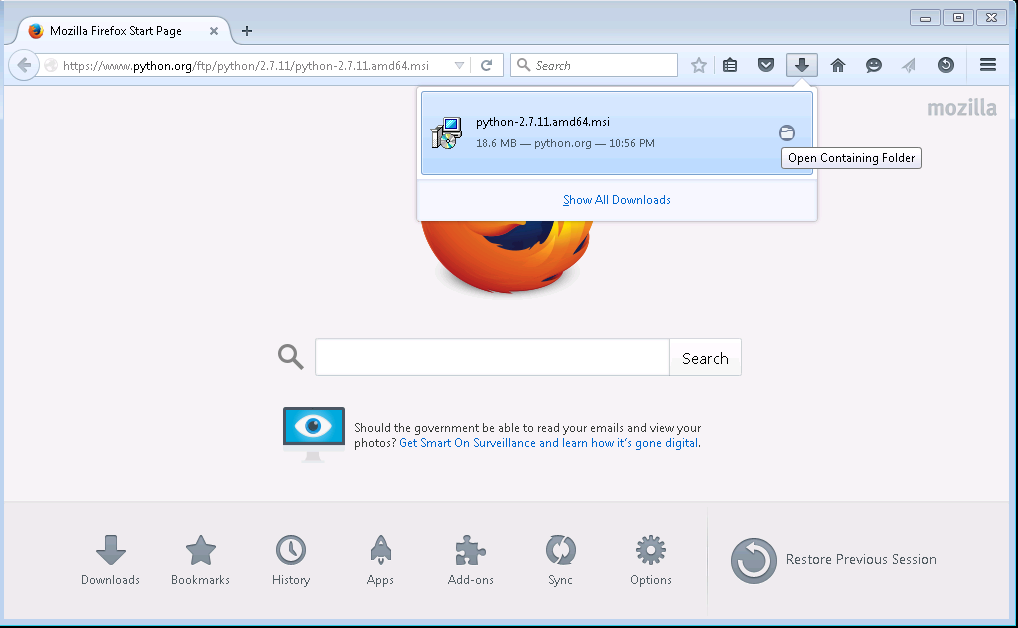 Mozilla Firefox Start Page
https://www.python.org/ftp/python/2.7.11/python-2.7.11.amd64.msi
Search
mozilla
python-2.7.11.amd64.msi
18.6 MB — python.org — 10:56 PM
Open Containing Folder
Show All Downloads
Search
Should the government be able to read your emails and view your
photos? Get Smart On Surveillance and learn how it's gone digital.
Downloads
Bookmarks
History
Apps
Add-ons
Sync
Options
Restore Previous Session